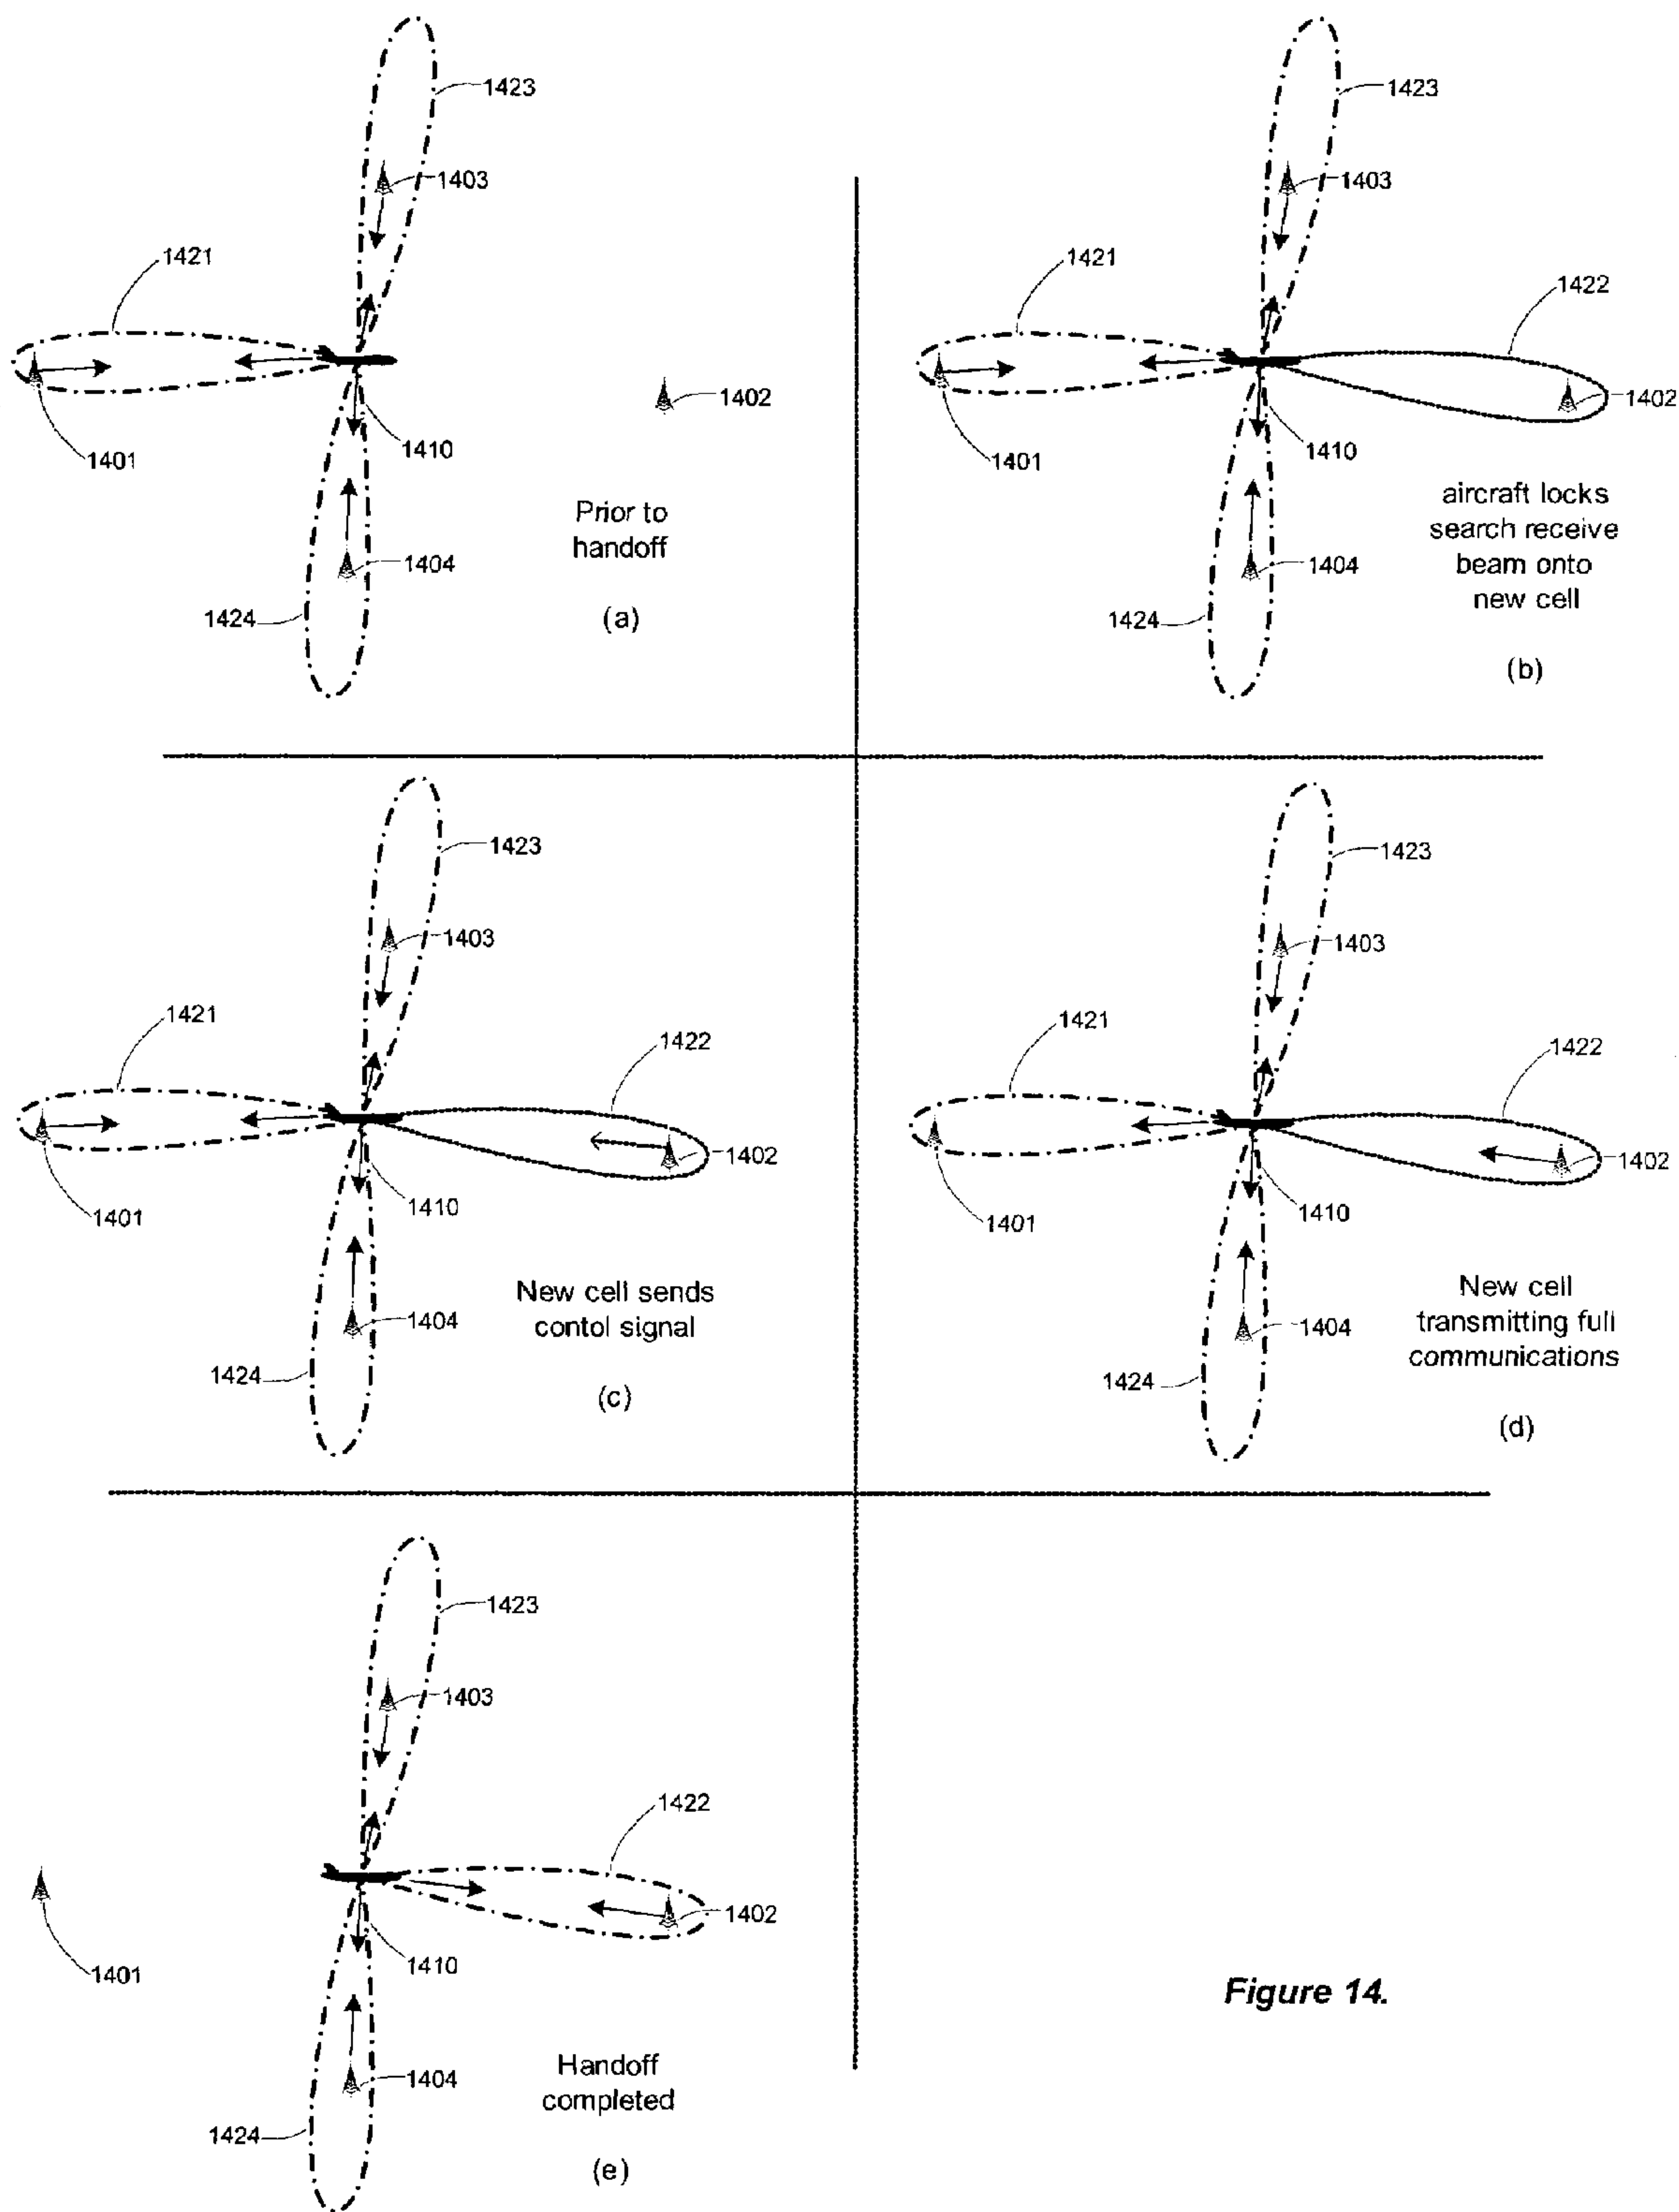 1423
1403
1421
1401
1410
1402
1404
1424
Prior to
handoff
(a)
1423
1403
1421
1422
1402
1401
1410
1404
1424
aircraft locks
search receive
beam onto
new cell
(b)
1423
1403
1421
1422
1402
1401
1410
1404
1424
New cell sends
contol signal
(c)
1423
1403
1421
1422
1402
1401
1410
1404
1424
New cell
transmitting full
communications
(d)
1423
1403
1422
1402
1401
1410
1404
1424
Handoff
completed
(e)
Figure 14.